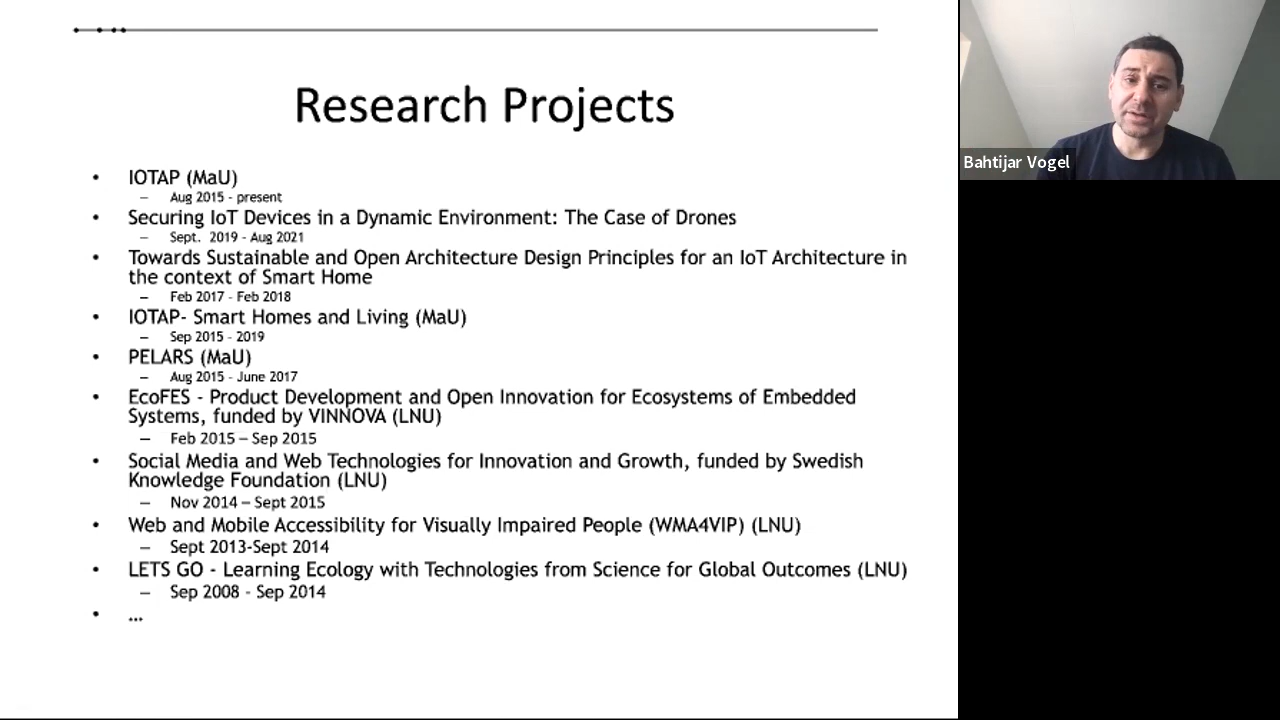 Research Projects
• IOTAP (MaU)
– Aug 2015 - present
• Securing IoT Devices in a Dynamic Environment: The Case of Drones
– Sept. 2019 - Aug 2021
• Towards Sustainable and Open Architecture Design Principles for an IoT Architecture in
the context of Smart Home
– Feb 2017 - Feb 2018
• IOTAP- Smart Homes and Living (MaU)
– Sep 2015 - 2019
• PELARS (MaU)
– Aug 2015 - June 2017
• EcoFES - Product Development and Open Innovation for Ecosystems of Embedded
Systems, funded by VINNOVA (LNU)
– Feb 2015 – Sep 2015
• Social Media and Web Technologies for Innovation and Growth, funded by Swedish
Knowledge Foundation (LNU)
– Nov 2014 – Sept 2015
• Web and Mobile Accessibility for Visually Impaired People (WMA4VIP) (LNU)
– Sept 2013-Sept 2014
• LETS GO - Learning Ecology with Technologies from Science for Global Outcomes (LNU)
– Sep 2008 - Sep 2014
• …
Bahtijar Vogel